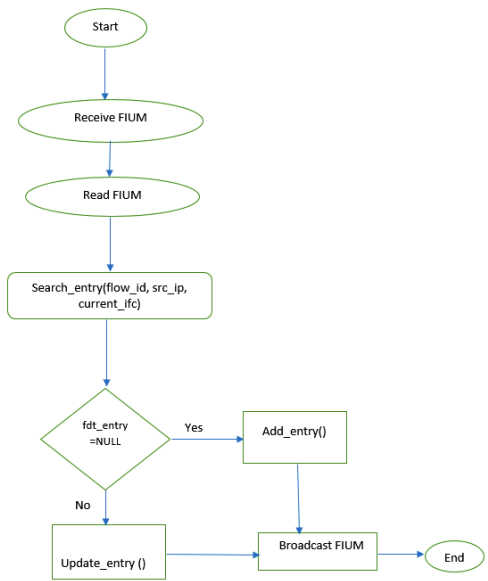 Start
Receive FIUM
Read FIUM
Search_entry(flow_id, src_ip,
current_ifc)
fdt_entry
=NULL
Yes
Add_entry()
No
Update_entry ()
Broadcast FIUM
End